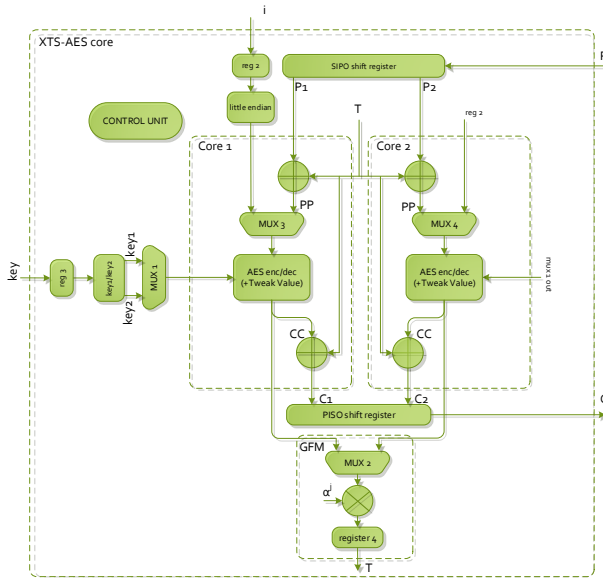 i
XTS-AES core
reg 2
SIPO shift register
P
P1
P2
little endian
T
reg 2
CONTROL UNIT
Core 1
Core 2
PP
PP
MUX 3
MUX 4
key
reg 3
key1/key2
key1
key2
MUX 1
AES enc/dec
(+Tweak Value)
AES enc/dec
(+Tweak Value)
mux1 out
CC
CC
C1
C2
PISO shift register
C
GFM
MUX 2
αj
register 4
T